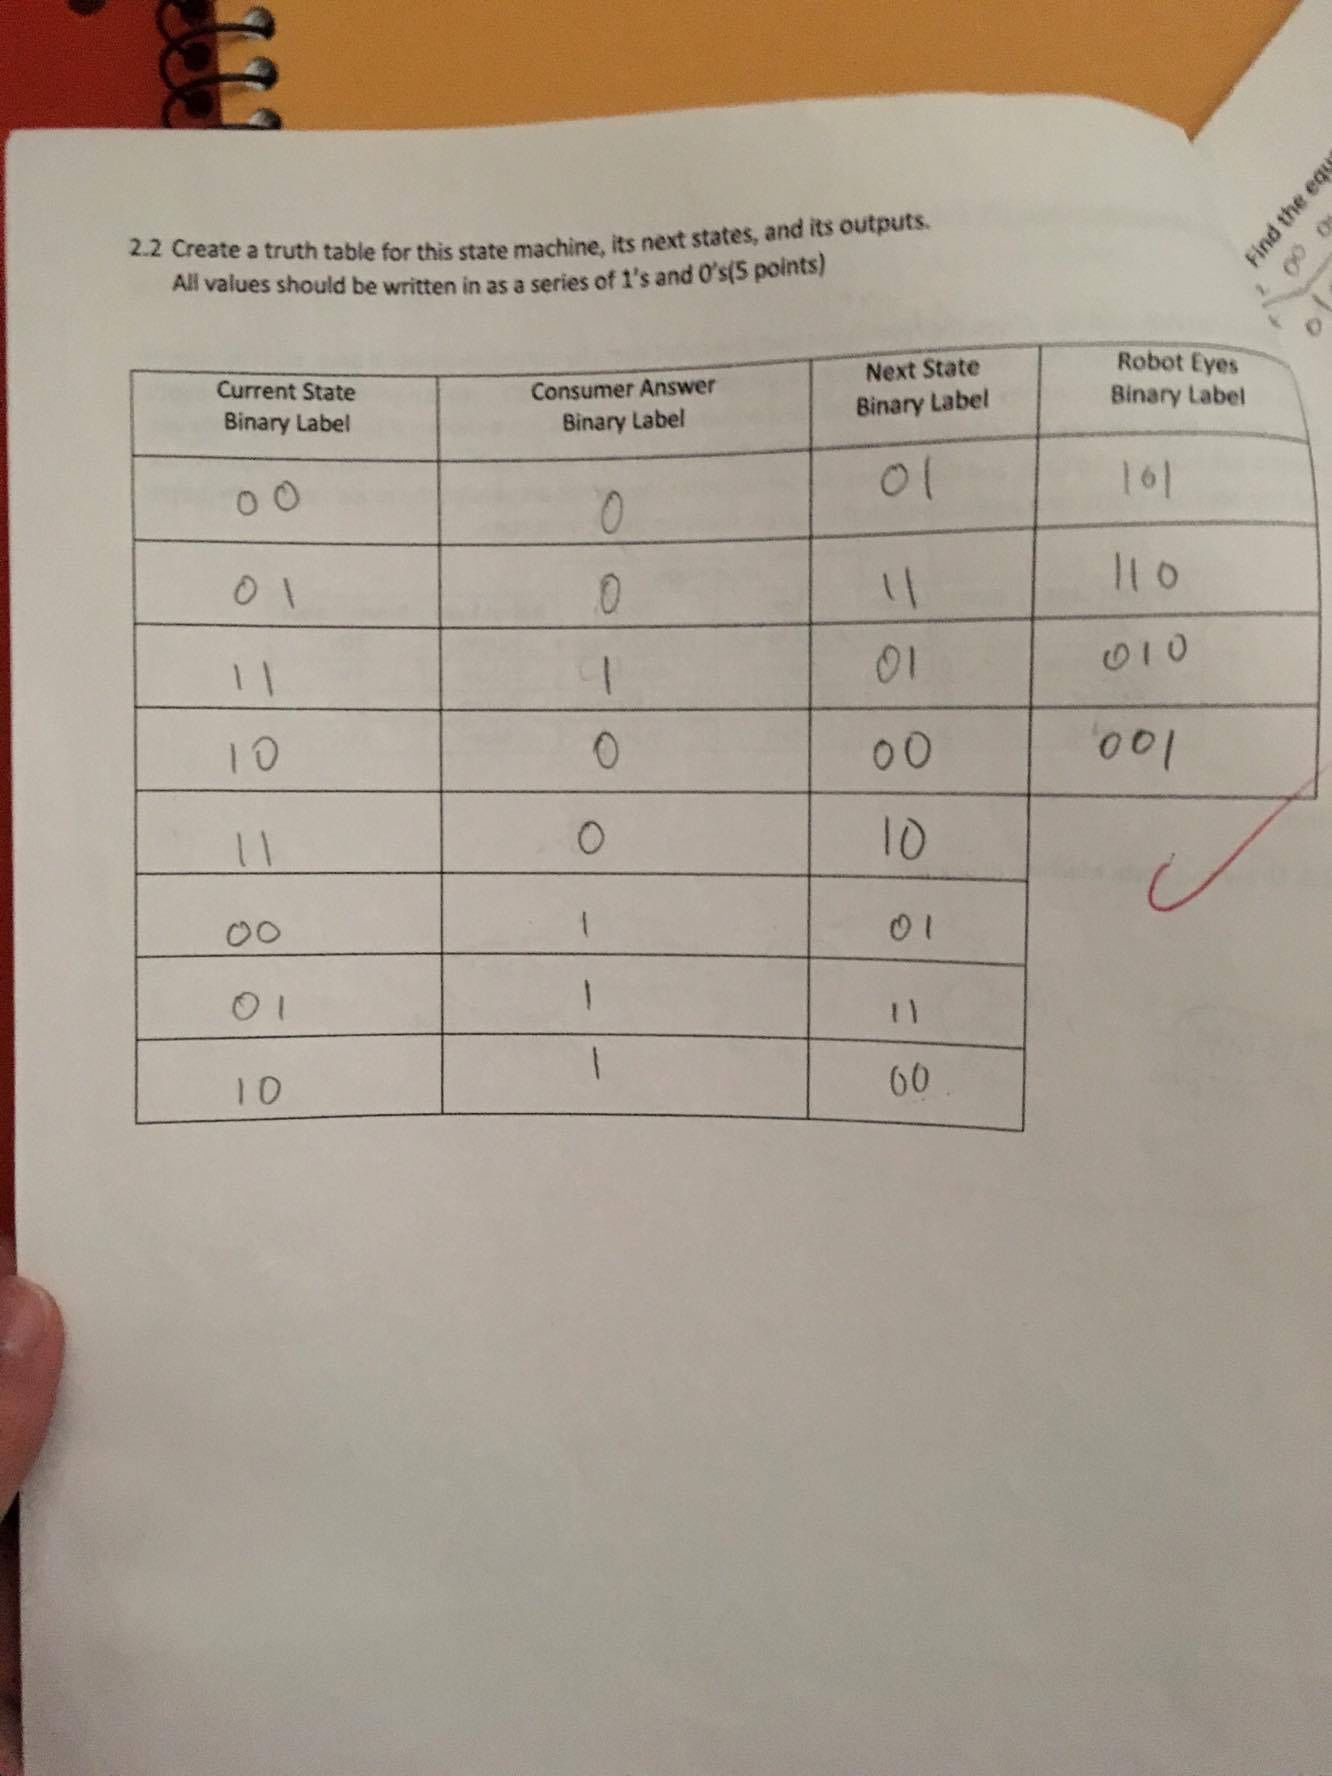 2.2 Create a truth table for this state machine, its next states, and its outputs.
All values should be written in as a series of 1's and 0's(5 points)
Find the
00
Current State Binary Label Consumer Answer Binary Label Next State Binary Label Robot Eyes Binary Label
00 0 01 101
01 0 11 110
11 1 01 010
10 0 00 001
11 0 10
00 1 01
01 1 11
10 1 00